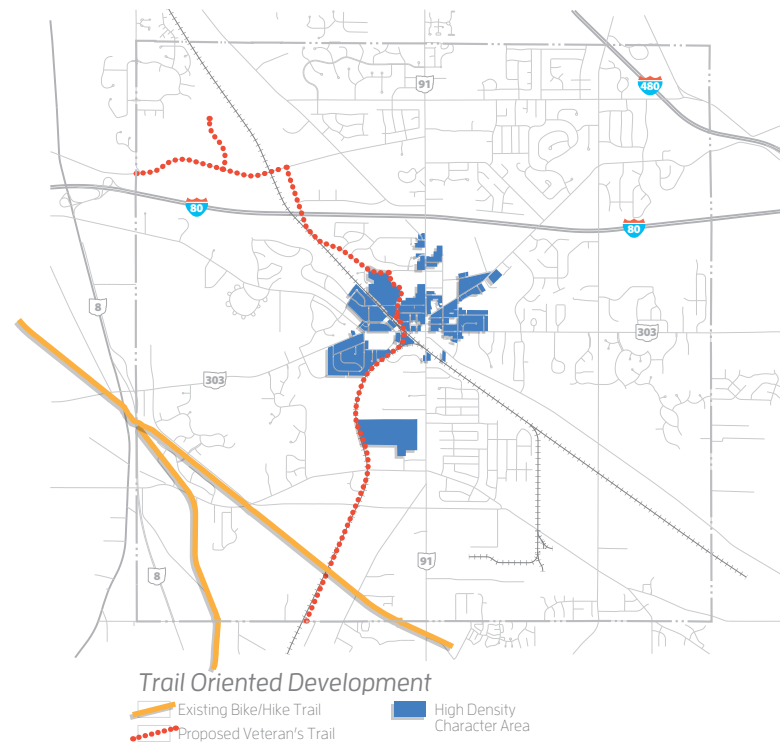 91
480
80
80
8
303
303
91
8
Trail Oriented Development
Existing Bike/Hike Trail
Proposed Veteran's Trail
High Density
Character Area